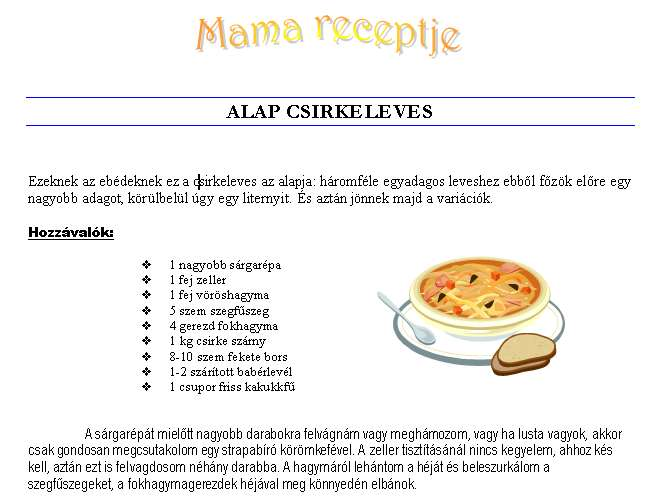 Mama receptje
ALAP CSIRKELEVES
Ezeknek az ebédeknek ez a csirkeleves az alapja: háromféle egyadagos leveshez ebből főzök előre egy
nagyobb adagot, körülbelül úgy egy liternyit. És aztán jönnek majd a variációk.
Hozzávalók:
❖ 1 nagyobb sárgarépa
❖ 1 fej zeller
❖ 1 fej vöröshagyma
❖ 5 szem szegfűszeg
❖ 4 gerezd fokhagyma
❖ 1 kg csirke szárny
❖ 8-10 szem fekete bors
❖ 1-2 szárított babérlevél
❖ 1 csupor friss kakukkfű
A sárgarépát mielőtt nagyobb darabokra felvágnám vagy meghámozom, vagy ha lusta vagyok, akkor
csak gondosan megcsutakolom egy strapabíró körömkefével. A zeller tisztításánál nincs kegyelem, ahhoz kés
kell, aztán ezt is felvagdosom néhány darabba. A hagymáról lehántom a héját és beleszurkálom a
szegfűszegeket, a fokhagymagerezdek héjával meg könnyedén elbánok.